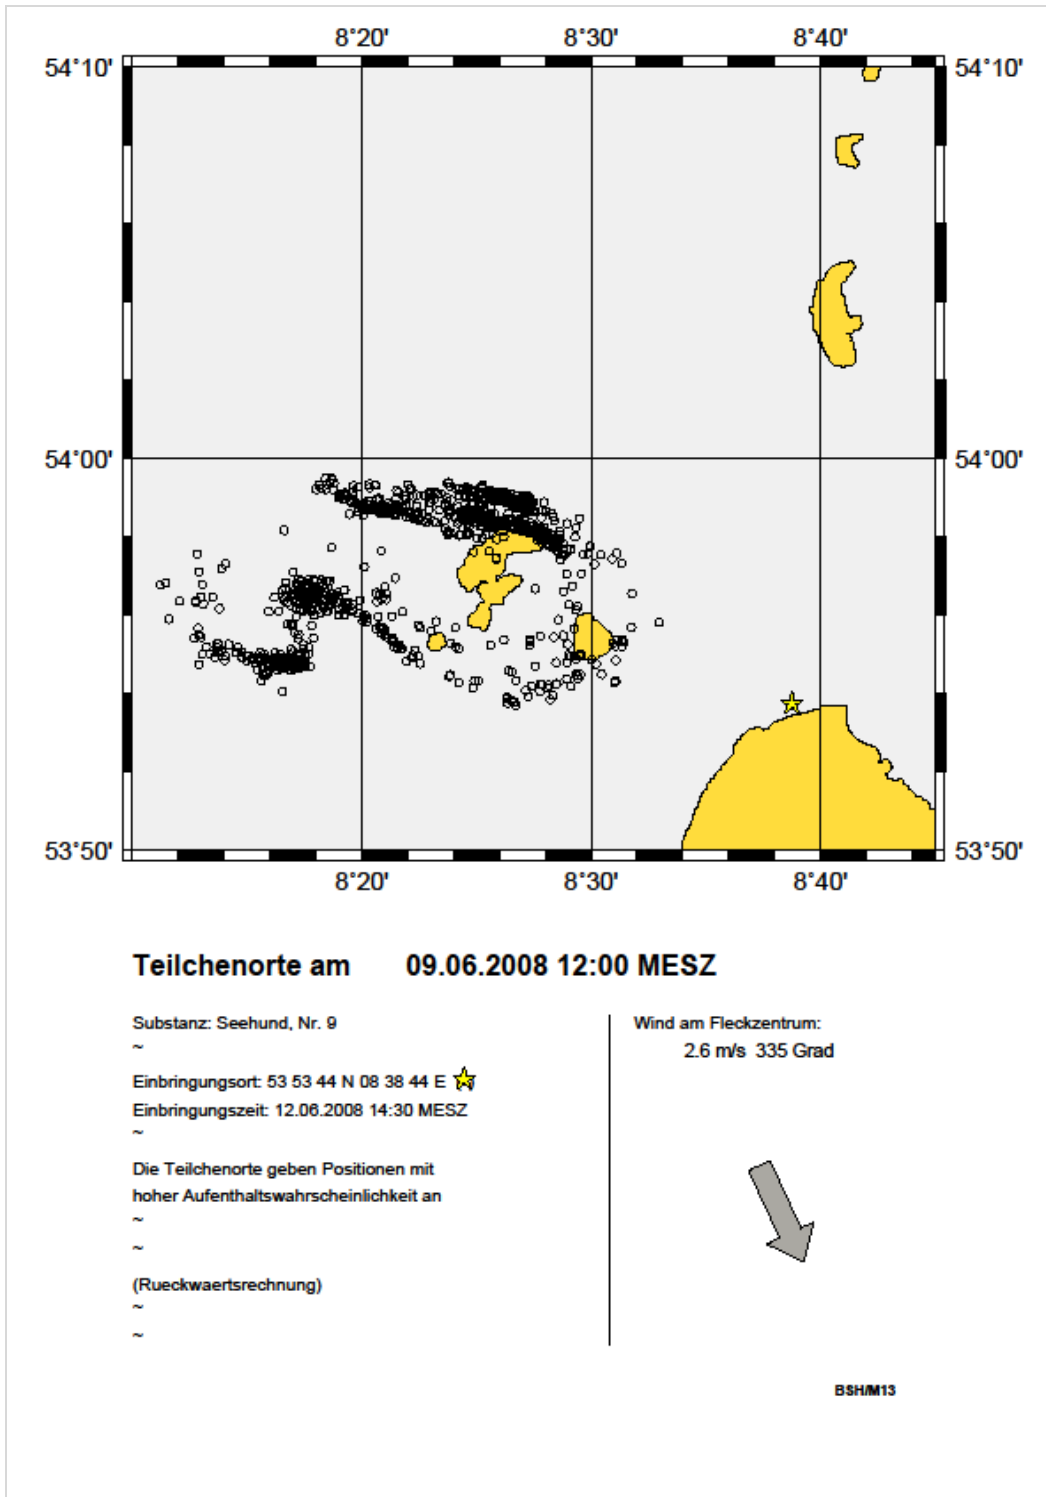 8°20' 8°30' 8°40'
54°10' 54°10'
54°00' 54°00'
53°50' 53°50'
8°20' 8°30' 8°40'
Teilchenorte am 09.06.2008 12:00 MESZ
Substanz: Seehund, Nr. 9
~
Einbringungsort: 53 53 44 N 08 38 44 E
Einbringungszeit: 12.06.2008 14:30 MESZ
~
Die Teilchenorte geben Positionen mit
hoher Aufenthaltswahrscheinlichkeit an
~
~
(Rueckwaertsrechnung)
~
~
Wind am Fleckzentrum:
2.6 m/s 335 Grad
BSH/M13